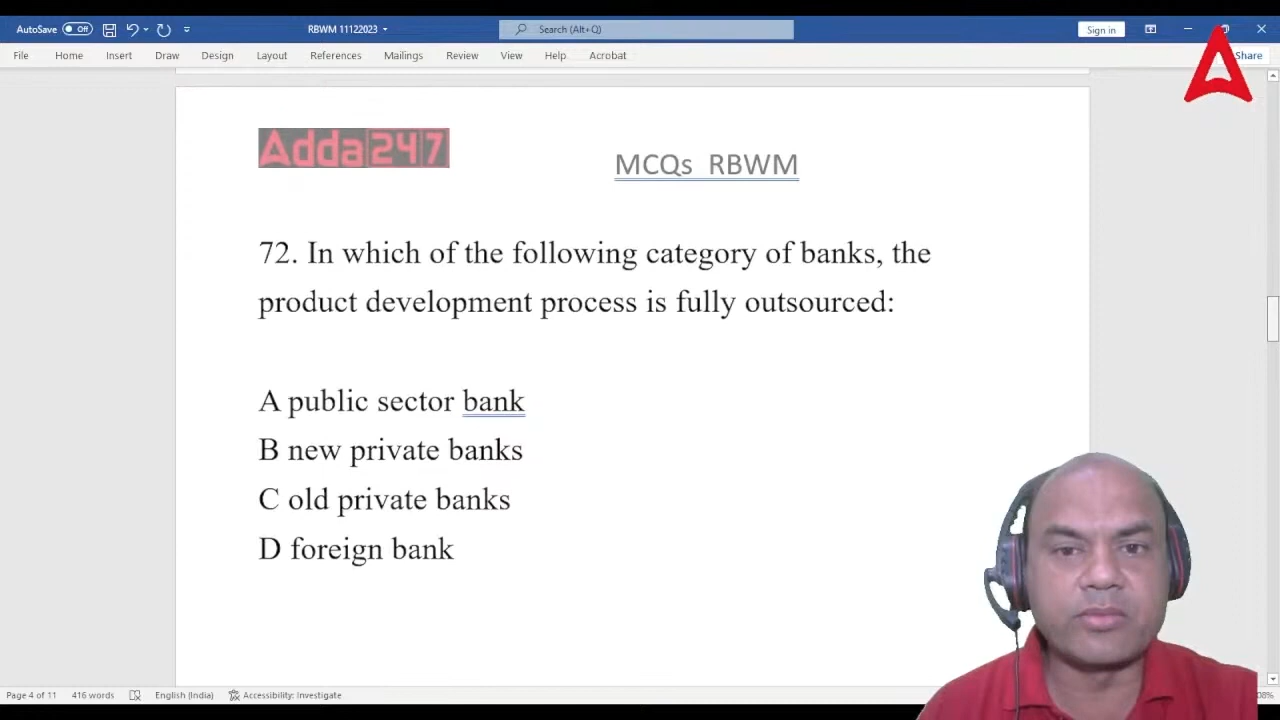 AutoSave Off
RBWM 11122023
Search (Alt+Q)
Sign in
File Home Insert Draw Design Layout References Mailings Review View Help Acrobat
Share
Adda247
MCQs RBWM
72. In which of the following category of banks, the
product development process is fully outsourced:
A public sector bank
B new private banks
C old private banks
D foreign bank
Page 4 of 11 416 words English (India) Accessibility: Investigate